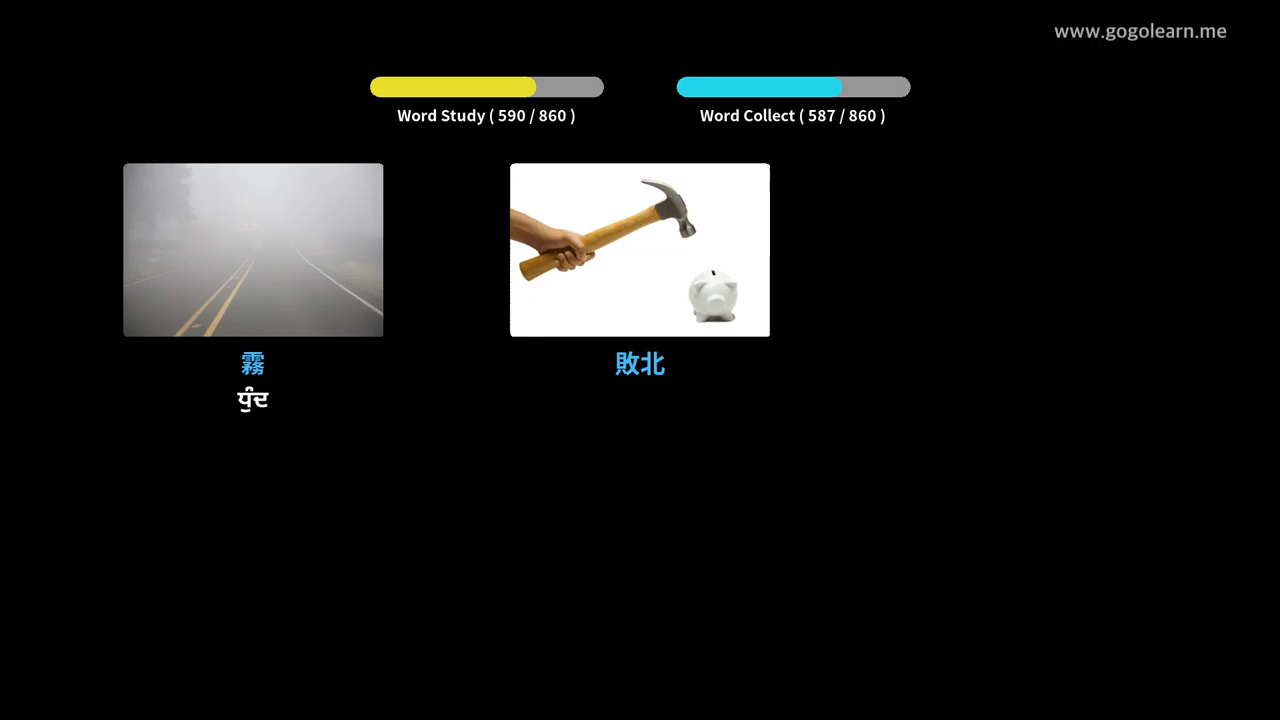 www.gogolearn.me
Word Study ( 590 / 860 )
Word Collect ( 587 / 860 )
霧
ਧੁੰਦ
敗北